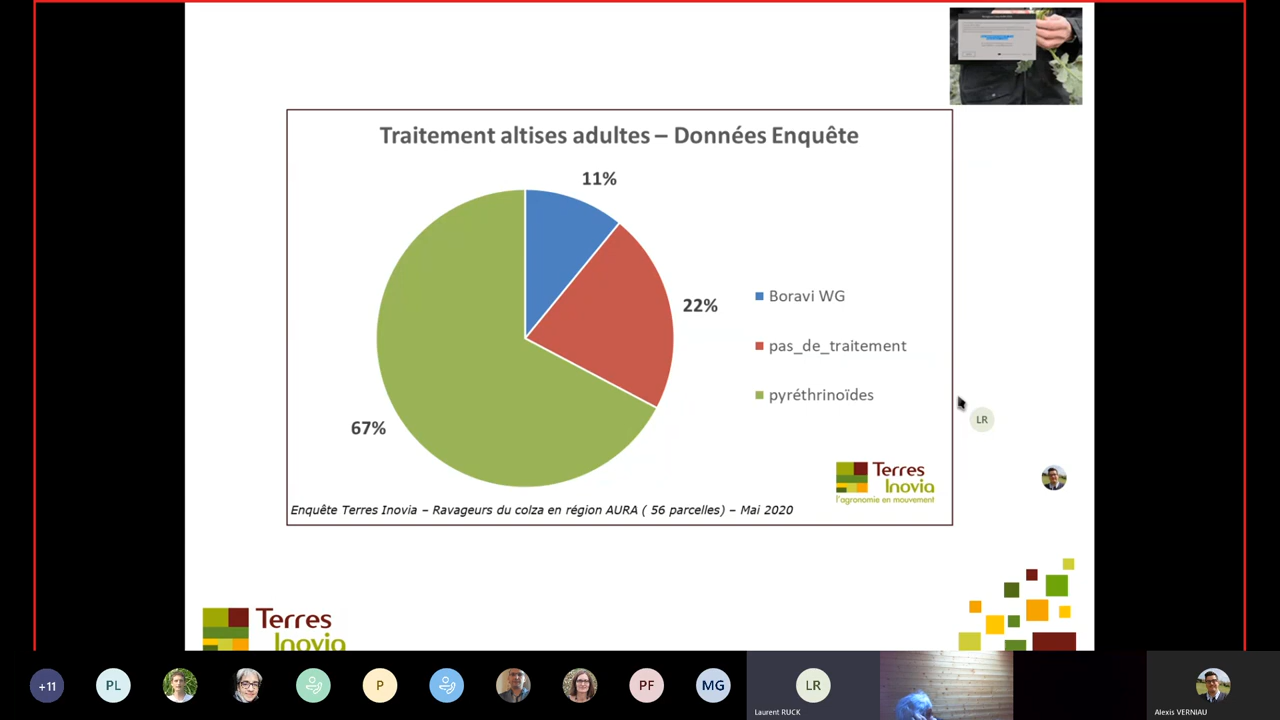 Traitement altises adultes – Données Enquête
11%
22%
67%
Boravi WG
pas_de_traitement
pyréthrinoïdes
LR
Terres
Inovia
l'agronomie en mouvement
Enquête Terres Inovia – Ravageurs du colza en région AURA ( 56 parcelles) – Mai 2020
Terres
Inovia
+11
PL
P
PF
MG
LR
Laurent RUCK
Alexis VERNIAU